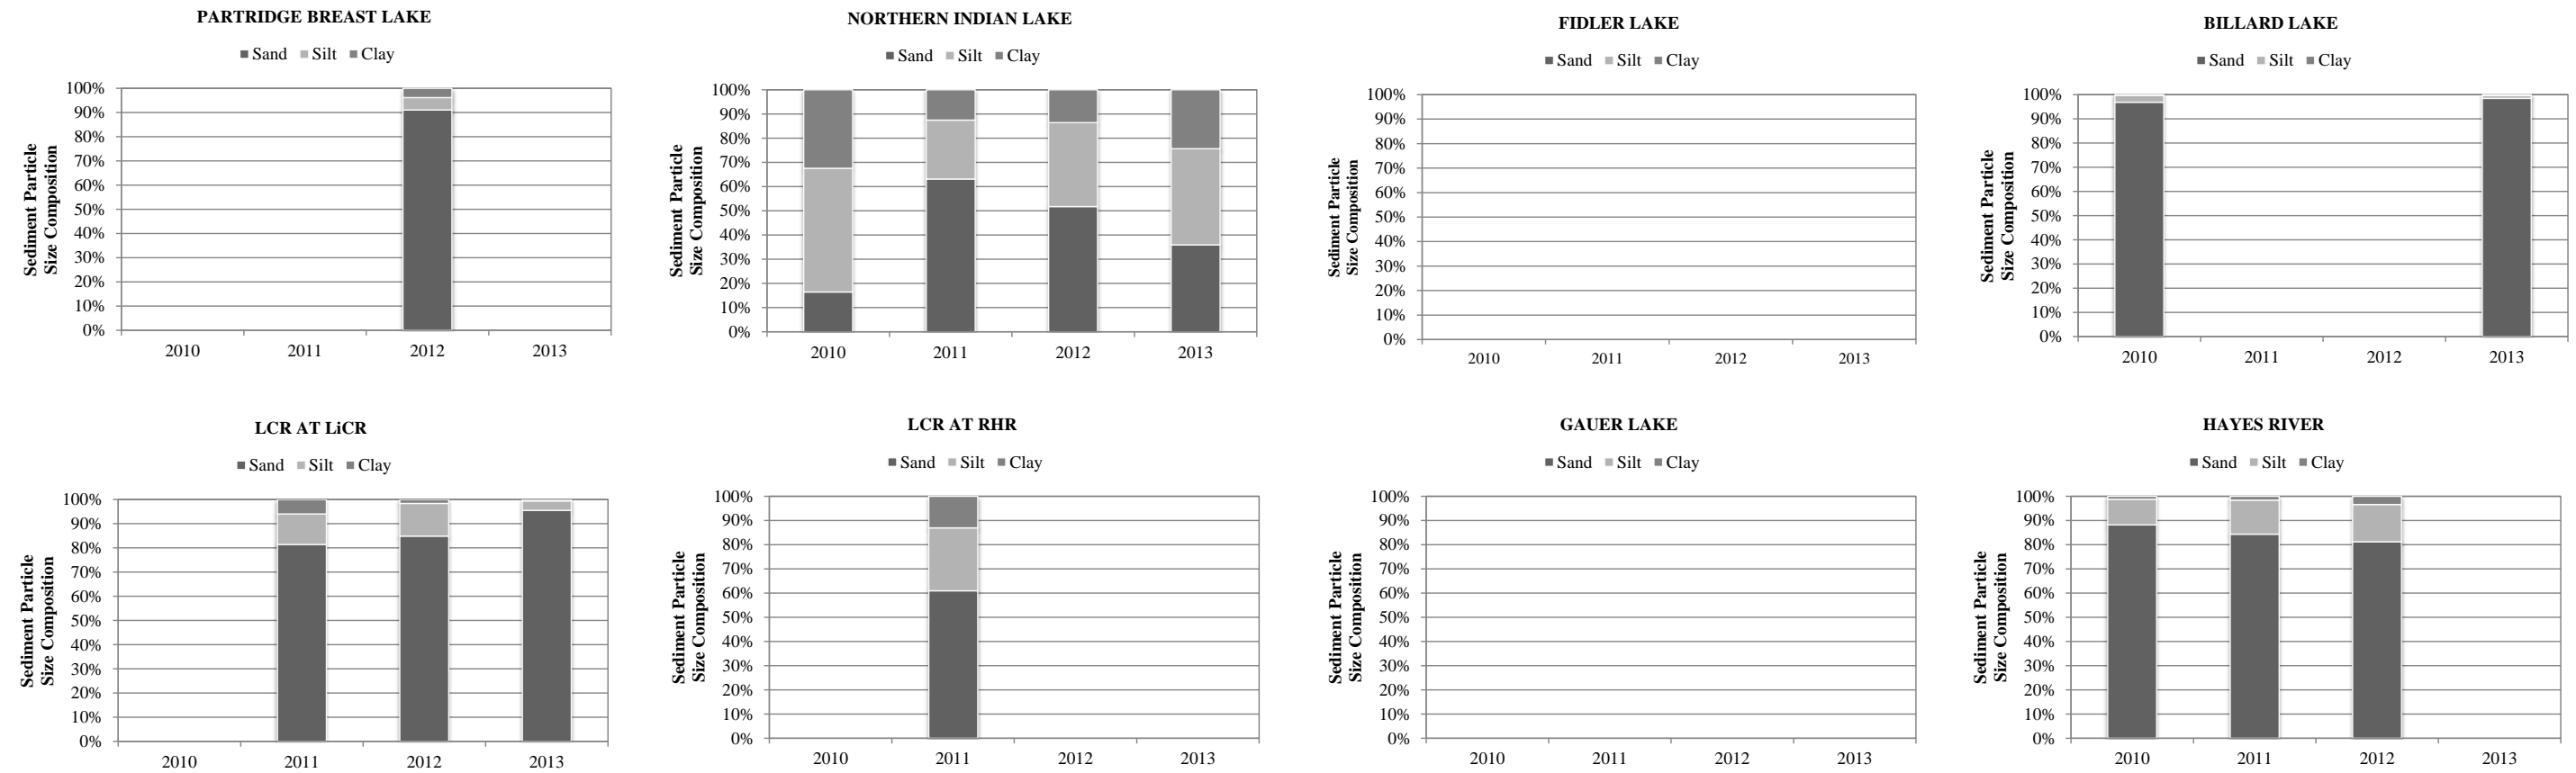 PARTRIDGE BREAST LAKE
Sand Silt Clay
Sediment Particle
Size Composition
100%
90%
80%
70%
60%
50%
40%
30%
20%
10%
0%
2010 2011 2012 2013
NORTHERN INDIAN LAKE
Sand Silt Clay
Sediment Particle
Size Composition
100%
90%
80%
70%
60%
50%
40%
30%
20%
10%
0%
2010 2011 2012 2013
FIDLER LAKE
Sand Silt Clay
Sediment Particle
Size Composition
100%
90%
80%
70%
60%
50%
40%
30%
20%
10%
0%
2010 2011 2012 2013
BILLARD LAKE
Sand Silt Clay
Sediment Particle
Size Composition
100%
90%
80%
70%
60%
50%
40%
30%
20%
10%
0%
2010 2011 2012 2013
LCR AT LiCR
Sand Silt Clay
Sediment Particle
Size Composition
100%
90%
80%
70%
60%
50%
40%
30%
20%
10%
0%
2010 2011 2012 2013
LCR AT RHR
Sand Silt Clay
Sediment Particle
Size Composition
100%
90%
80%
70%
60%
50%
40%
30%
20%
10%
0%
2010 2011 2012 2013
GAUER LAKE
Sand Silt Clay
Sediment Particle
Size Composition
100%
90%
80%
70%
60%
50%
40%
30%
20%
10%
0%
2010 2011 2012 2013
HAYES RIVER
Sand Silt Clay
Sediment Particle
Size Composition
100%
90%
80%
70%
60%
50%
40%
30%
20%
10%
0%
2010 2011 2012 2013